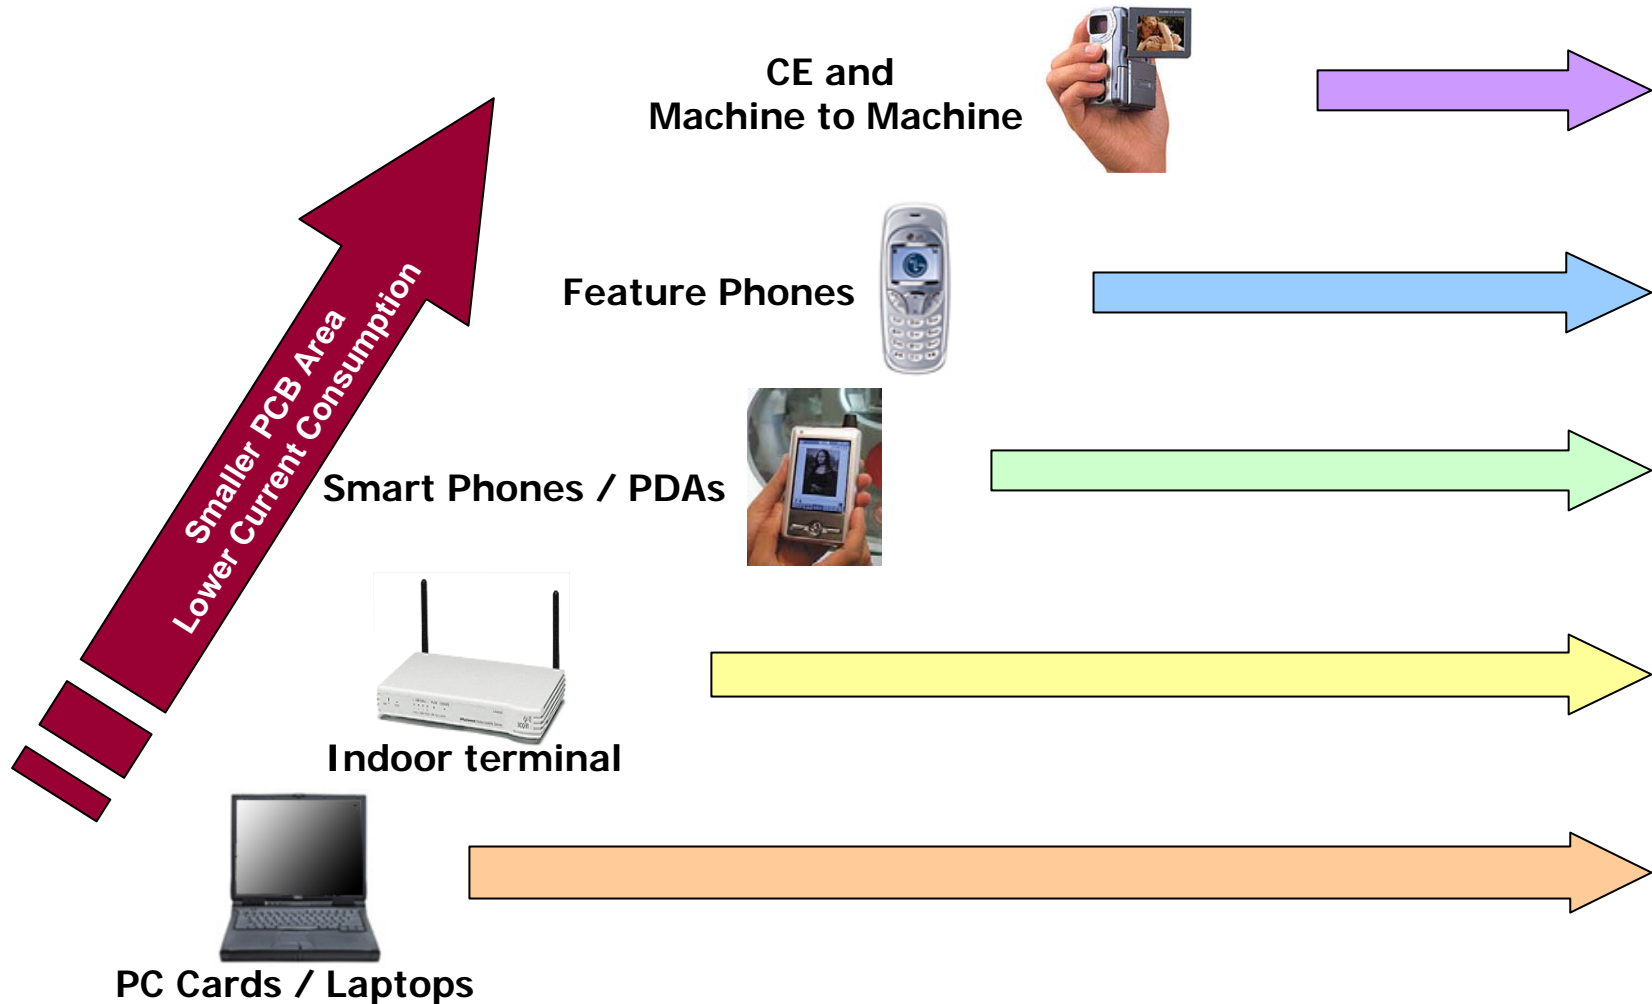 CE and
Machine to Machine
Feature Phones
Smaller PCB Area
Lower Current Consumption
Smart Phones / PDAs
Indoor terminal
PC Cards / Laptops